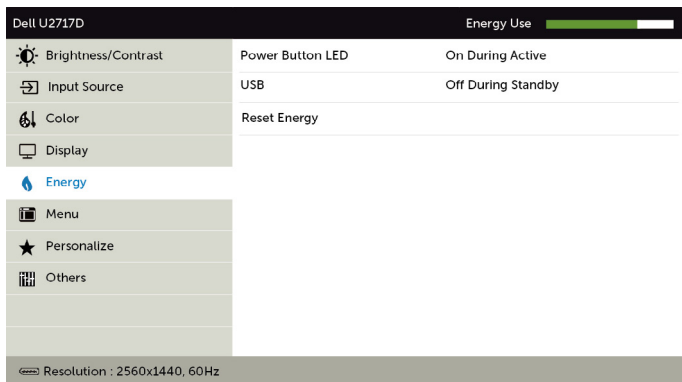 Dell U2717D Energy Use
Brightness/Contrast Power Button LED On During Active
Input Source USB Off During Standby
Color Reset Energy
Display
Energy
Menu
Personalize
Others
Resolution : 2560x1440, 60Hz